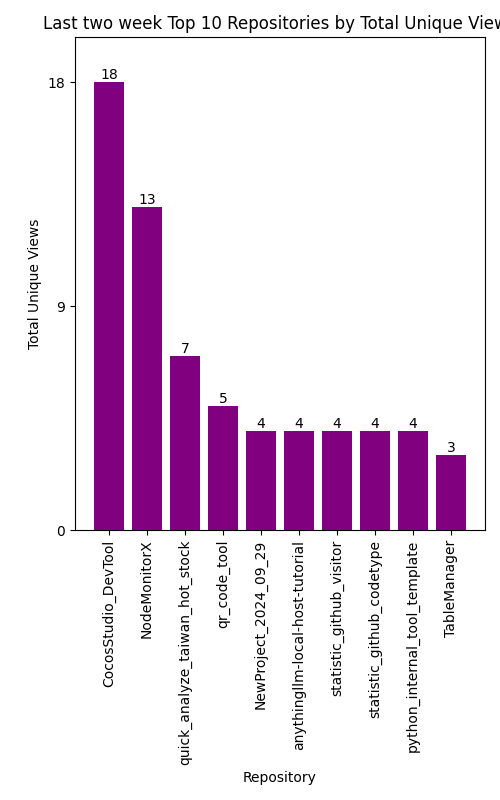 Last two week Top 10 Repositories by Total Unique View
18
13
7
5
4
4
4
4
4
3
18
9
0
Total Unique Views
CocosStudio_DevTool
NodeMonitorX
quick_analyze_taiwan_hot_stock
qr_code_tool
NewProject_2024_09_29
anythingllm-local-host-tutorial
statistic_github_visitor
statistic_github_codetype
python_internal_tool_template
TableManager
Repository